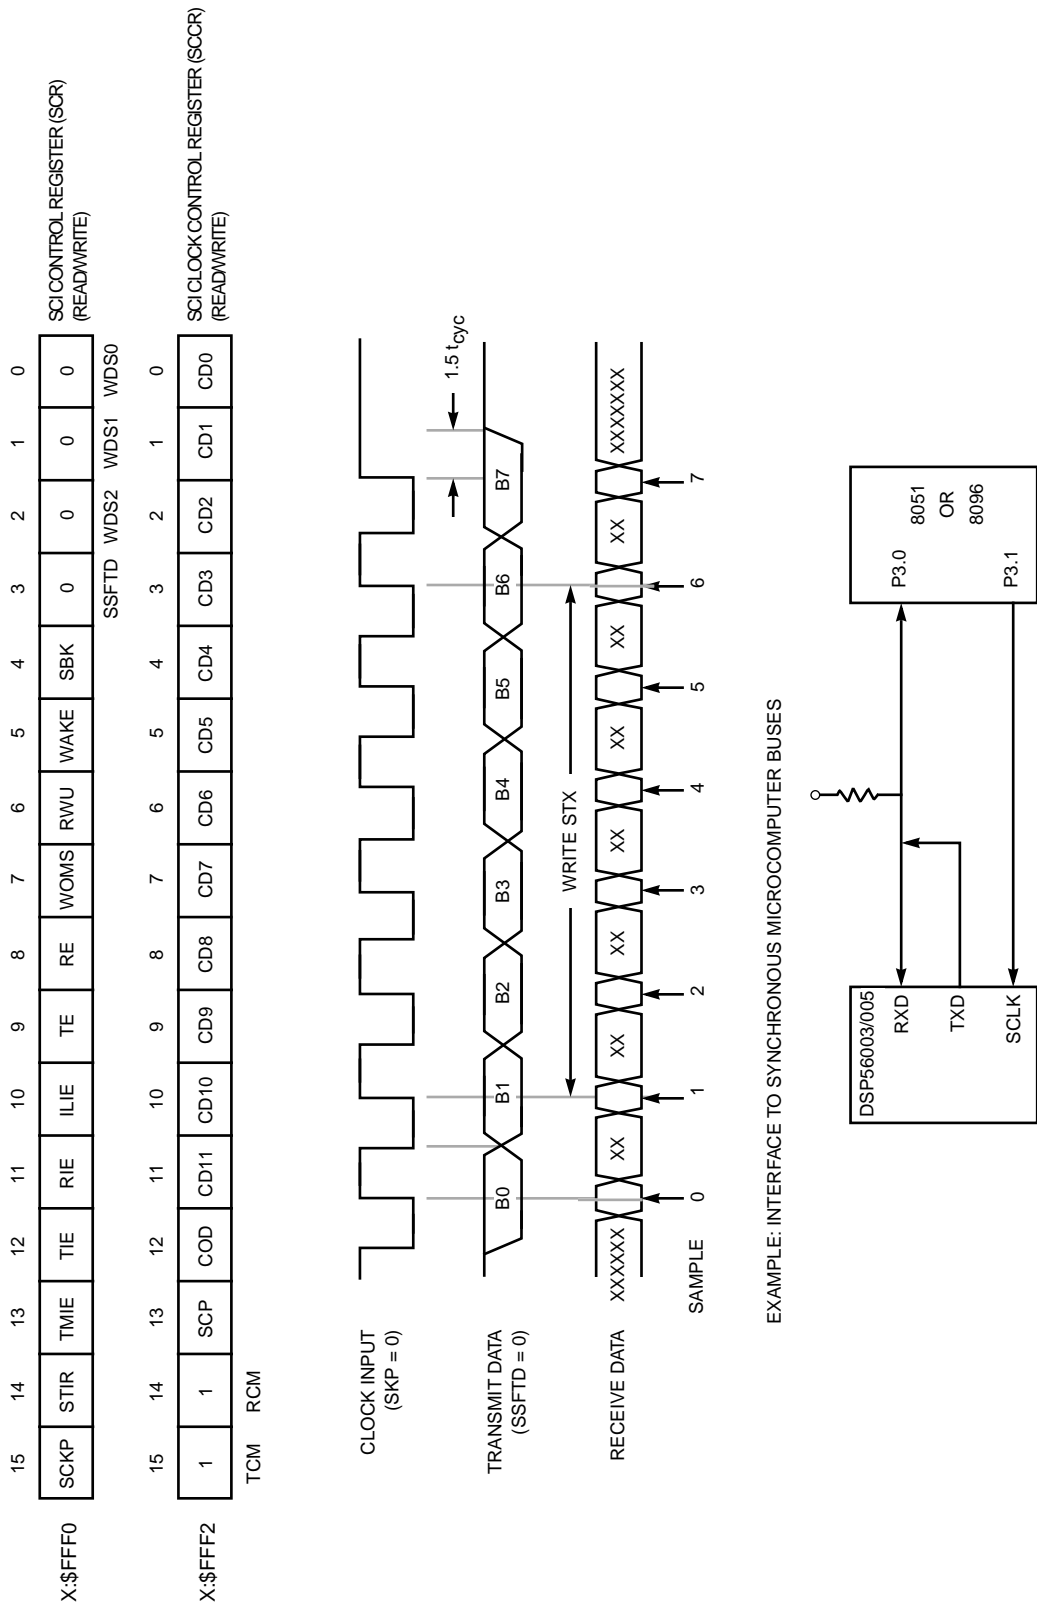 15 14 13 12 11 10 9 8 7 6 5 4 3 2 1 0
X:$FFF0 SCKP STIR TMIE TIE RIE ILIE TE RE WOMS RWU WAKE SBK 0 0 0 0 SCI CONTROL REGISTER (SCR)
(READ/WRITE)
SSFTD WDS2 WDS1 WDS0
15 14 13 12 11 10 9 8 7 6 5 4 3 2 1 0
X:$FFF2 1 1 SCP COD CD11 CD10 CD9 CD8 CD7 CD6 CD5 CD4 CD3 CD2 CD1 CD0 SCI CLOCK CONTROL REGISTER (SCCR)
(READ/WRITE)
TCM RCM
CLOCK INPUT
(SKP = 0)
1.5 tcyc
TRANSMIT DATA
(SSFTD = 0)
B0 B1 B2 B3 B4 B5 B6 B7
WRITE STX
RECEIVE DATA XXXXXX XX XX XX XX XX XX XX XXXXXXX
SAMPLE 0 1 2 3 4 5 6 7
EXAMPLE: INTERFACE TO SYNCHRONOUS MICROCOMPUTER BUSES
DSP56003/005
RXD
TXD
SCLK
P3.0
P3.1
8051
OR
8096